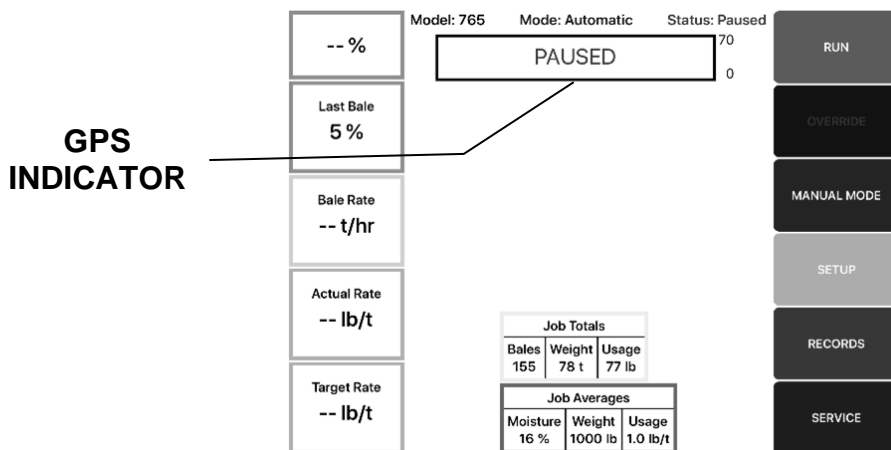 Model: 765 Mode: Automatic Status: Paused
-- %
PAUSED
70
0
RUN
Last Bale
5 %
OVERRIDE
GPS
INDICATOR
Bale Rate
-- t/hr
MANUAL MODE
SETUP
Actual Rate
-- lb/t
Job Totals
Bales Weight Usage
155 78 t 77 lb
RECORDS
Target Rate
-- lb/t
Job Averages
Moisture Weight Usage
16 % 1000 lb 1.0 lb/t
SERVICE